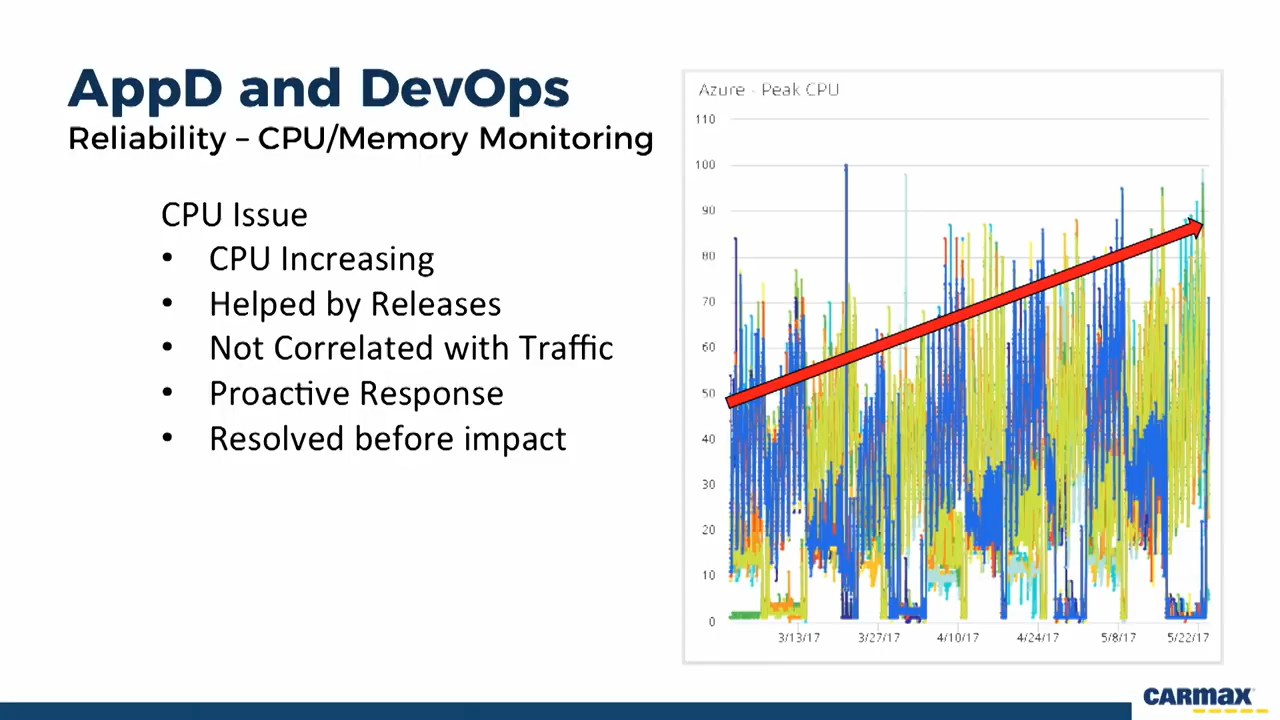 AppD and DevOps
Reliability – CPU/Memory Monitoring
CPU Issue
• CPU Increasing
• Helped by Releases
• Not Correlated with Traffic
• Proactive Response
• Resolved before impact
Azure - Peak CPU
110
100
90
80
70
60
50
40
30
20
10
0
3/13/17 3/27/17 4/10/17 4/24/17 5/8/17 5/22/17
CARMAX